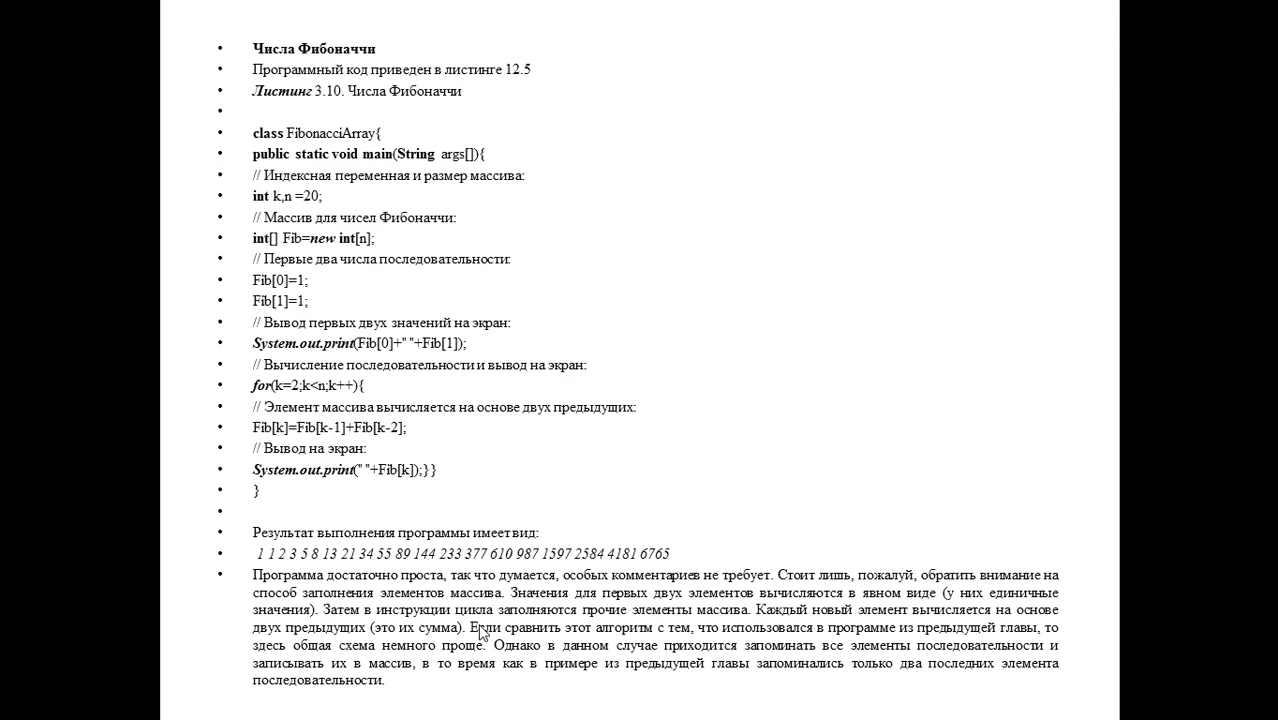 • Числа Фибоначчи
• Программный код приведен в листинге 12.5
• Листинг 3.10. Числа Фибоначчи
•
• class FibonacciArray{
• public static void main(String args[]){
• // Индексная переменная и размер массива:
• int k,n =20;
• // Массив для чисел Фибоначчи:
• int[] Fib=new int[n];
• // Первые два числа последовательности:
• Fib[0]=1;
• Fib[1]=1;
• // Вывод первых двух значений на экран:
• System.out.print(Fib[0]+" "+Fib[1]);
• // Вычисление последовательности и вывод на экран:
• for(k=2;k<n;k++){
• // Элемент массива вычисляется на основе двух предыдущих:
• Fib[k]=Fib[k-1]+Fib[k-2];
• // Вывод на экран:
• System.out.print(" "+Fib[k]);}}
• }
•
• Результат выполнения программы имеет вид:
• 1 1 2 3 5 8 13 21 34 55 89 144 233 377 610 987 1597 2584 4181 6765
• Программа достаточно проста, так что думается, особых комментариев не требует. Стоит лишь, пожалуй, обратить внимание на
способ заполнения элементов массива. Значения для первых двух элементов вычисляются в явном виде (у них единичные
значения). Затем в инструкции цикла заполняются прочие элементы массива. Каждый новый элемент вычисляется на основе
двух предыдущих (это их сумма). Если сравнить этот алгоритм с тем, что использовался в программе из предыдущей главы, то
здесь общая схема немного проще. Однако в данном случае приходится запоминать все элементы последовательности и
записывать их в массив, в то время как в примере из предыдущей главы запоминались только два последних элемента
последовательности.